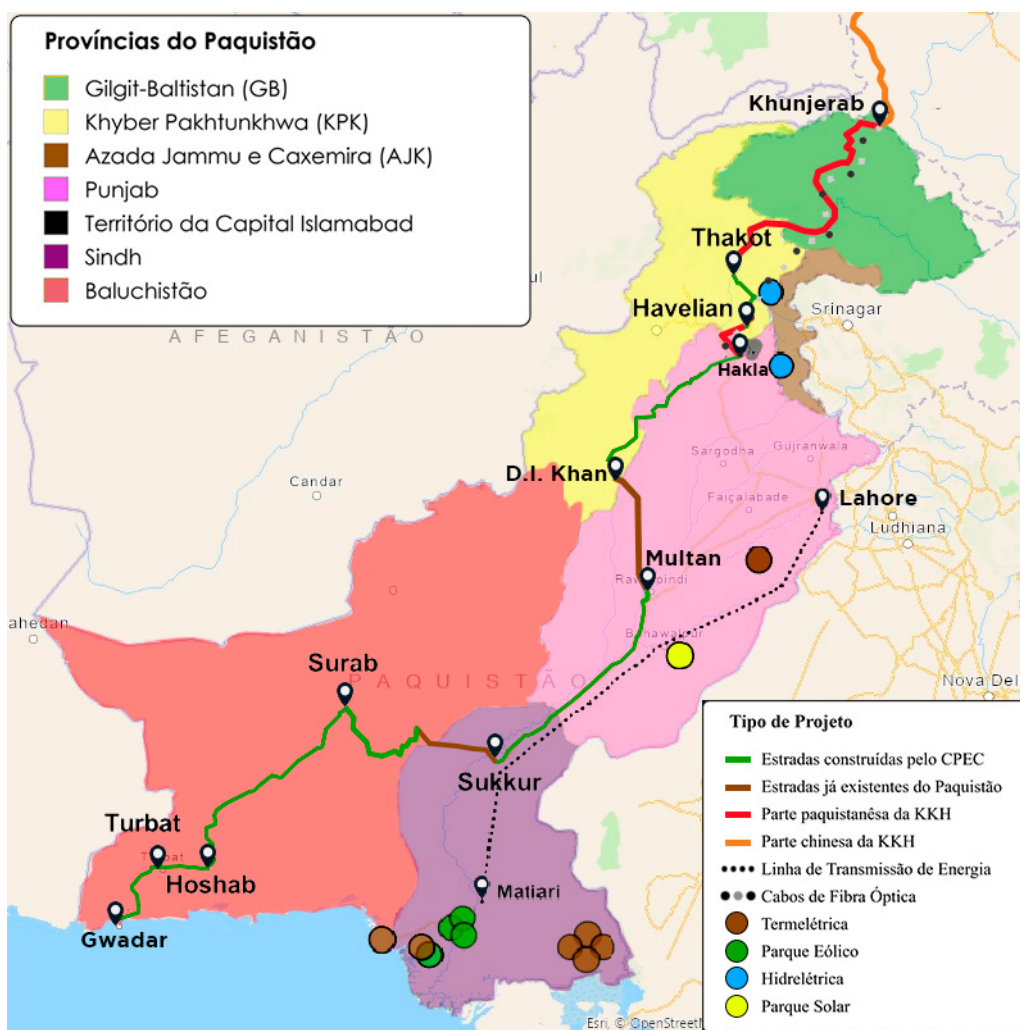 Províncias do Paquistão
Gilgit-Baltistan (GB)
Khyber Pakhtunkhwa (KPK)
Azada Jammu e Caxemira (AJK)
Punjab
Território da Capital Islamabad
Sindh
Baluchistão
Khunjerab
Thakot
Havelian
Srinagar
AFEGANISTÃO
Hakla
Gujranwala
Sargodha
D.I. Khan
Candar
Lahore
Faiçalabade
Ludhiana
Multan
ahedan
Surab
PAQUISTÃO
Nova Del
Sukkur
Turbat
Hoshab
Matiari
Gwadar
Tipo de Projeto
Estradas construídas pelo CPEC
Estradas já existentes do Paquistão
Parte paquistanêsa da KKH
Parte chinesa da KKH
Linha de Transmissão de Energia
Cabos de Fibra Óptica
Termelétrica
Parque Eólico
Hidrelétrica
Parque Solar
Esri, © OpenStreetM